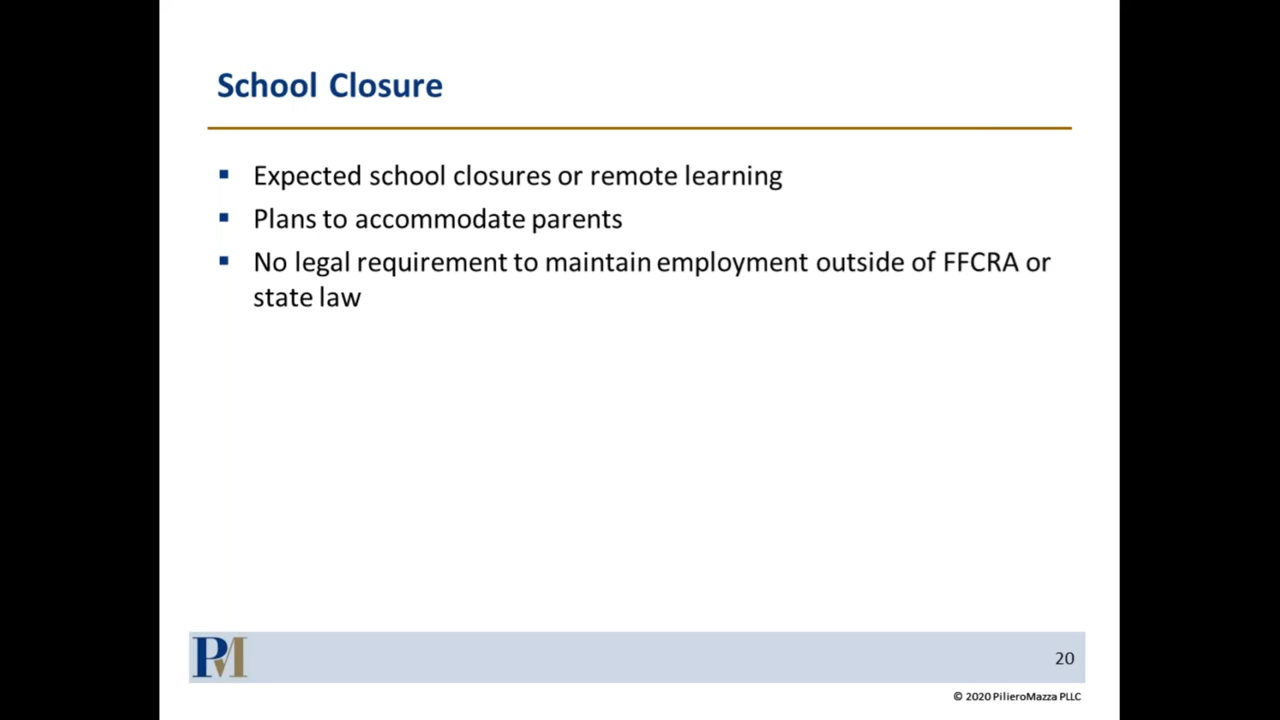 School Closure
▪ Expected school closures or remote learning
▪ Plans to accommodate parents
▪ No legal requirement to maintain employment outside of FFCRA or
state law
PM
20
© 2020 PilieroMazza PLLC